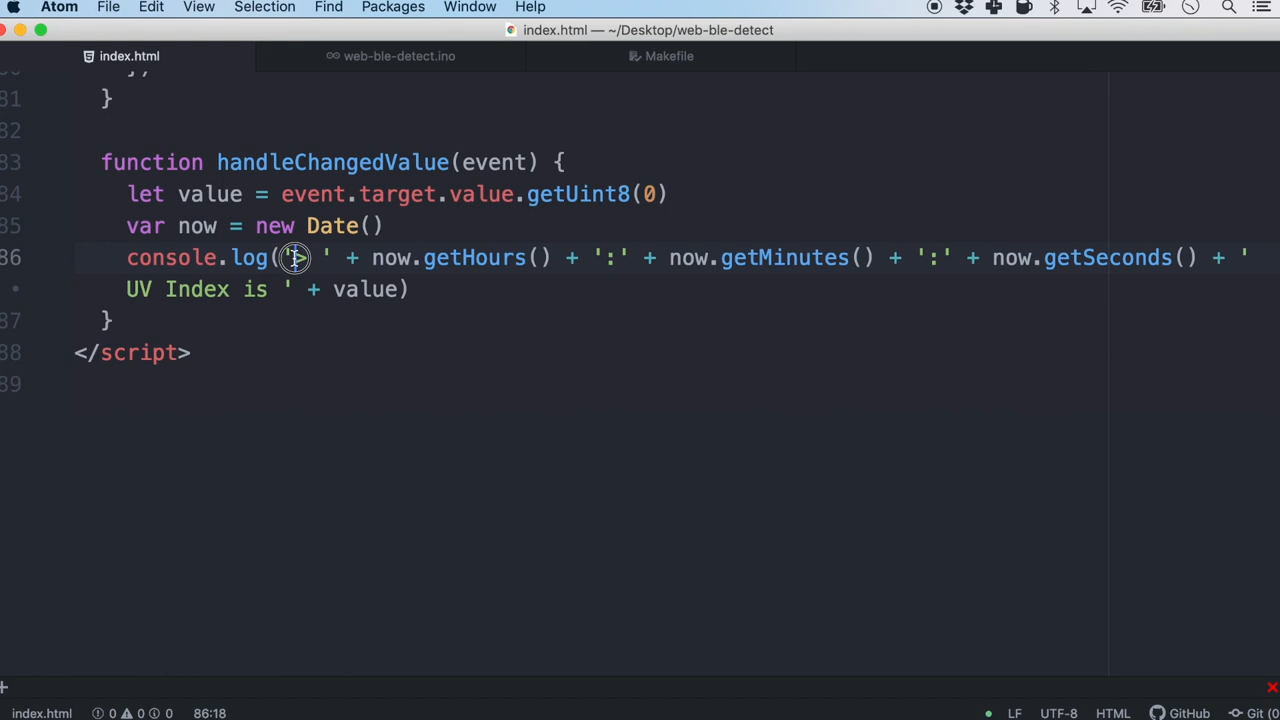 Atom File Edit View Selection Find Packages Window Help
index.html — ~/Desktop/web-ble-detect
index.html web-ble-detect.ino Makefile
81 }
82
83 function handleChangedValue(event) {
84 let value = event.target.value.getUint8(0)
85 var now = new Date()
86 console.log('> ' + now.getHours() + ':' + now.getMinutes() + ':' + now.getSeconds() + '
• UV Index is ' + value)
87 }
88 </script>
89
+
index.html 0 0 0 86:18 LF UTF-8 HTML GitHub Git (0